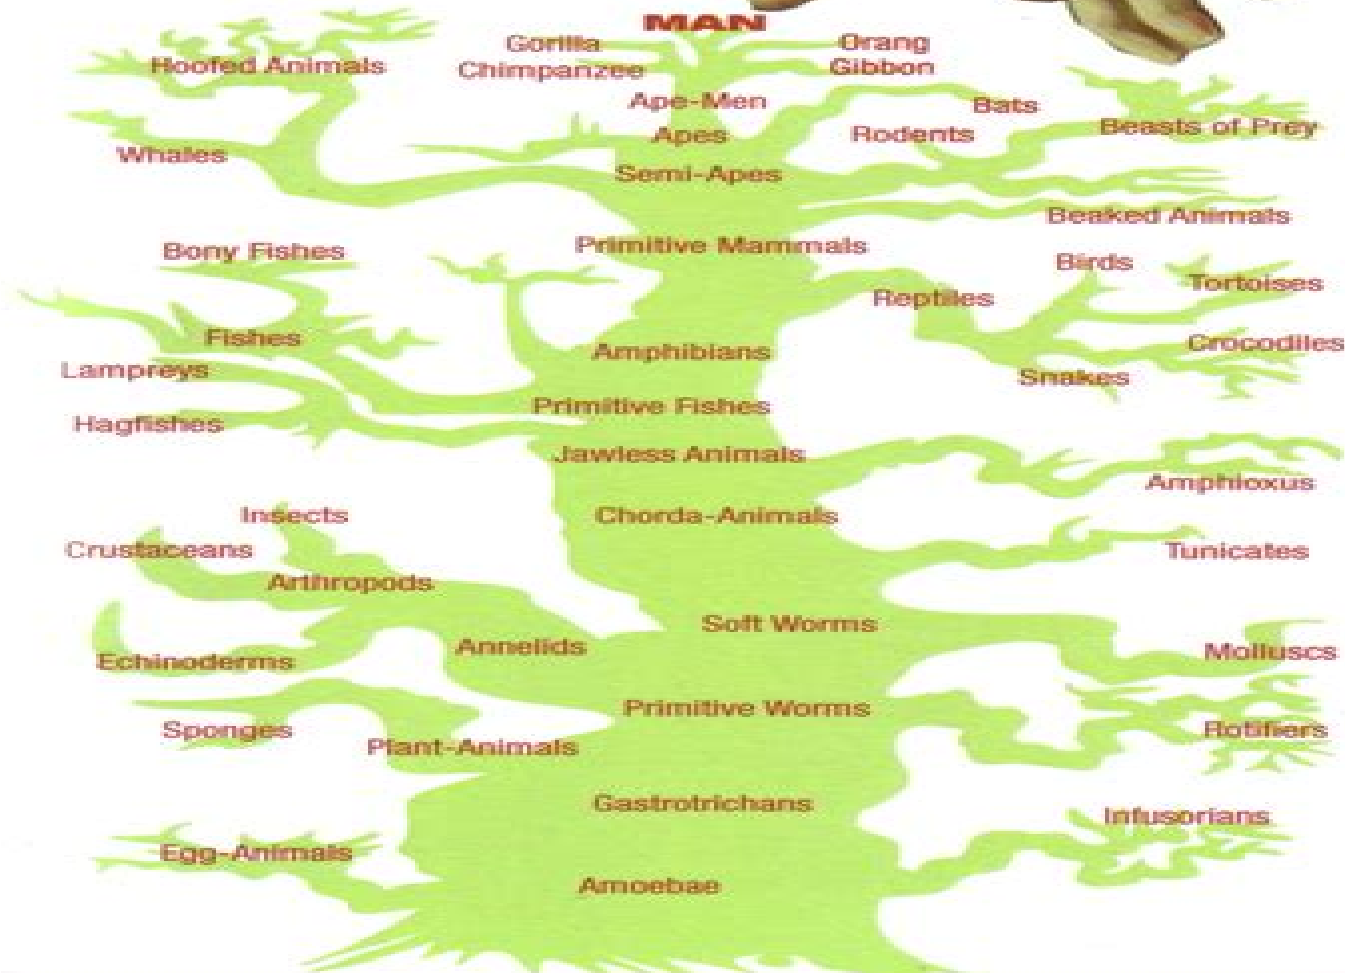 MAN
Gorilla
Orang
Hoofed Animals
Chimpanzee
Gibbon
Ape-Men
Bats
Apes
Rodents
Beasts of Prey
Whales
Semi-Apes
Beaked Animals
Primitive Mammals
Bony Fishes
Birds
Tortoises
Reptiles
Fishes
Crocodiles
Amphibians
Lampreys
Snakes
Primitive Fishes
Hagfishes
Jawless Animals
Amphioxus
Insects
Chorda-Animals
Crustaceans
Tunicates
Arthropods
Soft Worms
Annelids
Molluscs
Echinoderms
Primitive Worms
Sponges
Rotifiers
Plant-Animals
Gastrotrichans
Infusorians
Egg-Animals
Amoebae